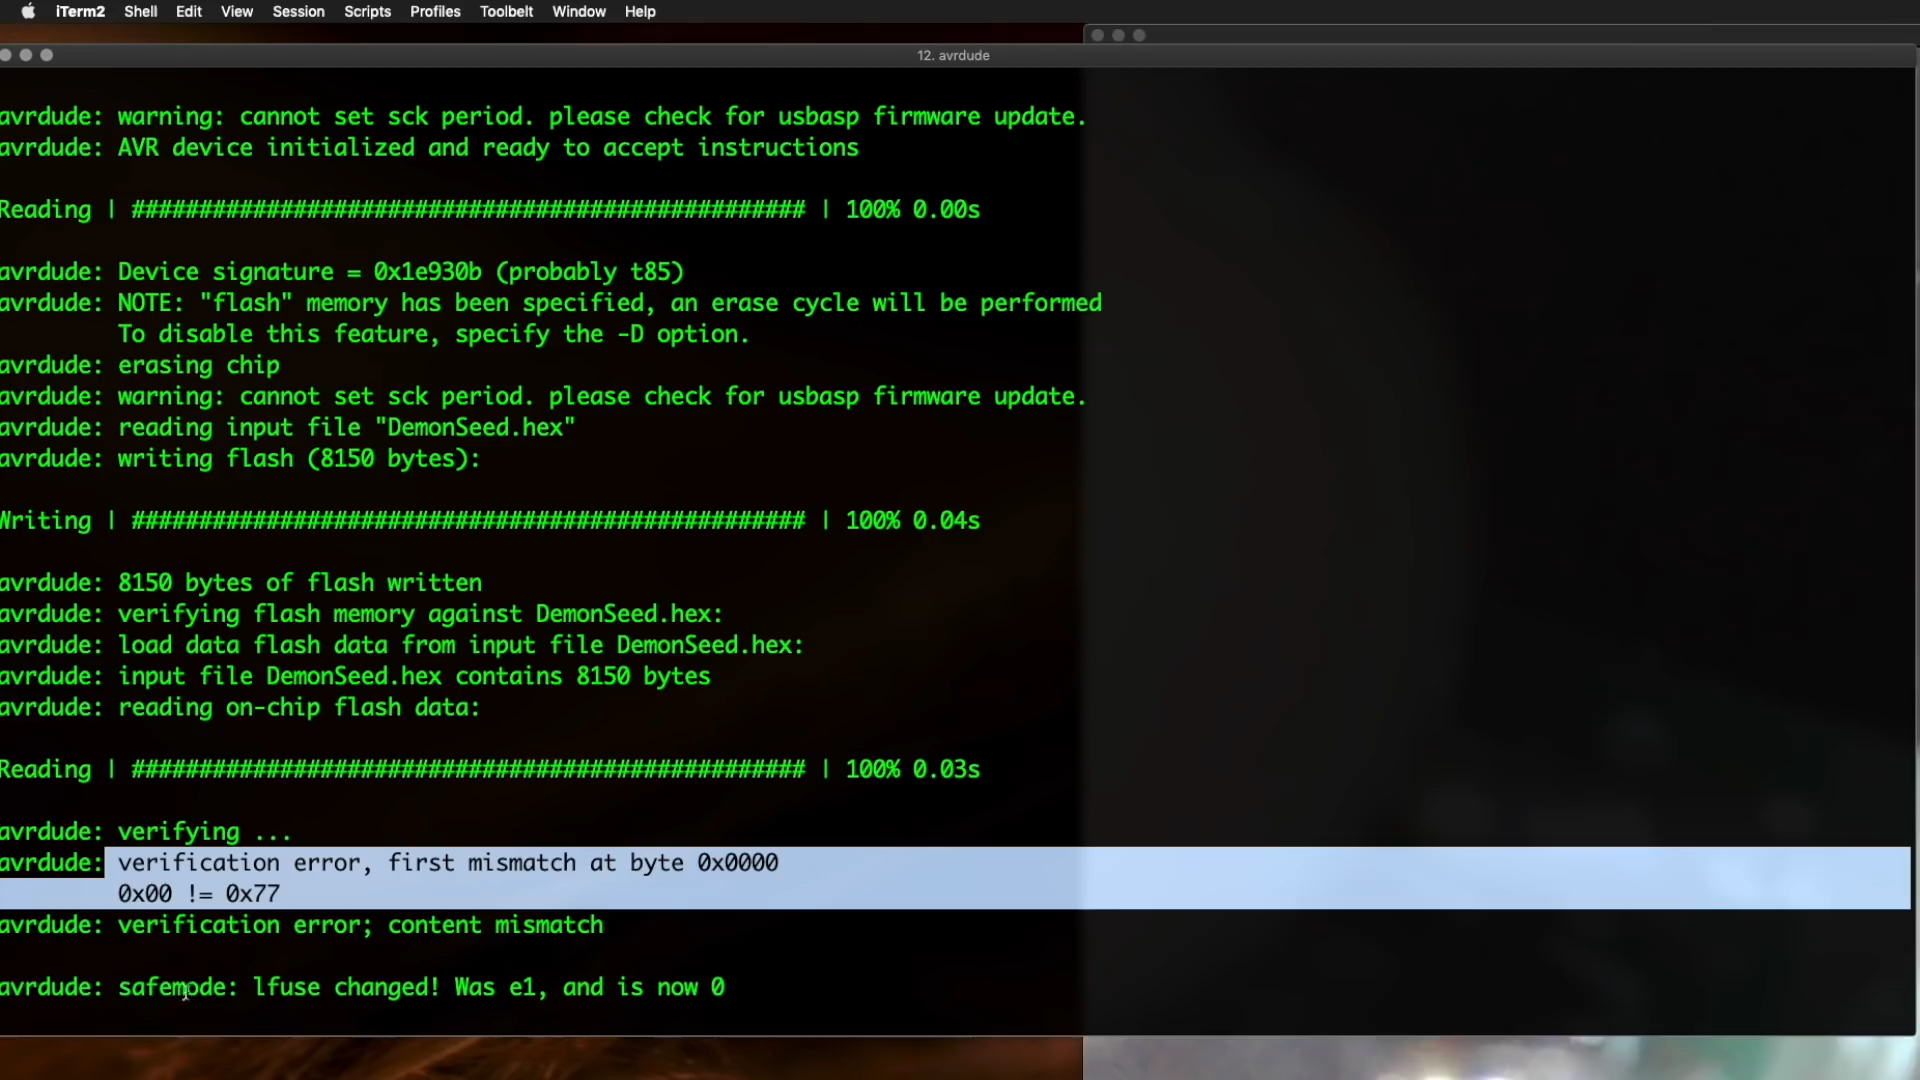 iTerm2 Shell Edit View Session Scripts Profiles Toolbelt Window Help
12. avrdude
avrdude: warning: cannot set sck period. please check for usbasp firmware update.
avrdude: AVR device initialized and ready to accept instructions
Reading | ################################################## | 100% 0.00s
avrdude: Device signature = 0x1e930b (probably t85)
avrdude: NOTE: "flash" memory has been specified, an erase cycle will be performed
To disable this feature, specify the -D option.
avrdude: erasing chip
avrdude: warning: cannot set sck period. please check for usbasp firmware update.
avrdude: reading input file "DemonSeed.hex"
avrdude: writing flash (8150 bytes):
Writing | ################################################## | 100% 0.04s
avrdude: 8150 bytes of flash written
avrdude: verifying flash memory against DemonSeed.hex:
avrdude: load data flash data from input file DemonSeed.hex:
avrdude: input file DemonSeed.hex contains 8150 bytes
avrdude: reading on-chip flash data:
Reading | ################################################## | 100% 0.03s
avrdude: verifying ...
avrdude: verification error, first mismatch at byte 0x0000
0x00 != 0x77
avrdude: verification error; content mismatch
avrdude: safemode: lfuse changed! Was e1, and is now 0